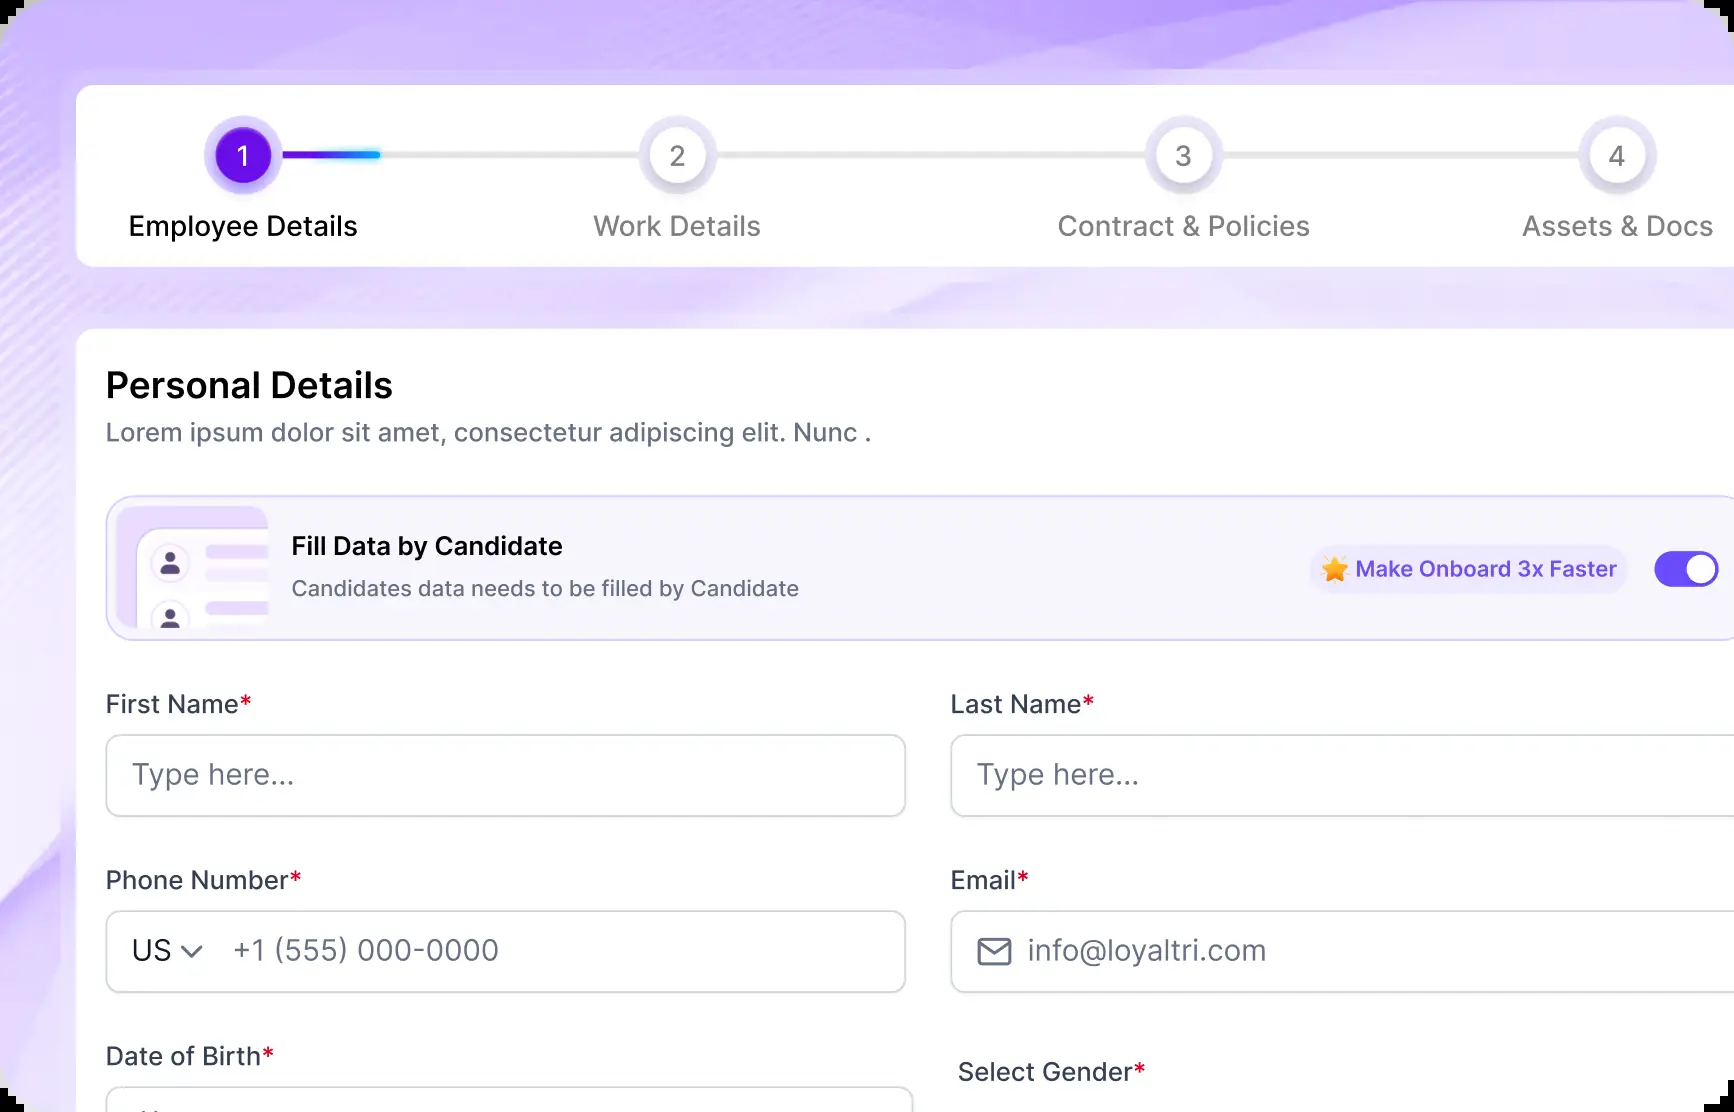 1
2
3
4
Employee Details
Work Details
Contract & Policies
Assets & Docs
Personal Details
Lorem ipsum dolor sit amet, consectetur adipiscing elit. Nunc .
Fill Data by Candidate
Candidates data needs to be filled by Candidate
Make Onboard 3x Faster
First Name*
Last Name*
Type here...
Type here...
Phone Number*
Email*
US +1 (555) 000-0000
info@loyaltri.com
Date of Birth*
Select Gender*